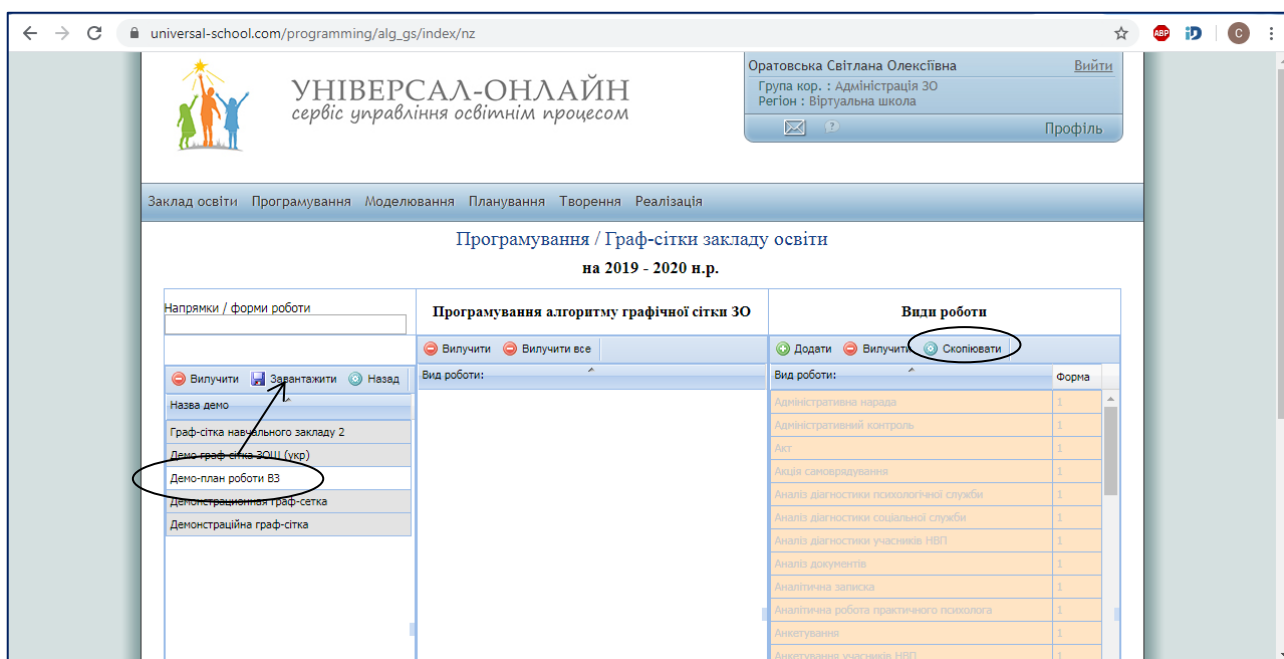 universal-school.com/programming/alg_gs/index/nz
ABP
C
УНІВЕРСАЛ-ОНЛАЙН
сервіс управління освітнім процесом
Оратовська Світлана Олексіївна Вийти
Група кор. : Адміністрація ЗО
Регіон : Віртуальна школа
Профіль
Заклад освіти Програмування Моделювання Планування Творення Реалізація
Програмування / Граф-сітки закладу освіти
на 2019 - 2020 н.р.
Напрямки / форми роботи
Вилучити Завантажити Назад
Назва демо
Граф-сітка навчального закладу 2
Демо граф-сітка ЗОШ (укр)
Демо-план роботи ВЗ
Демонстрационная граф-сетка
Демонстраційна граф-сітка
Програмування алгоритму графічної сітки ЗО
Вилучити Вилучити все
Вид роботи:
Види роботи
Додати Вилучити Скопіювати
Вид роботи: Форма
Адміністративна нарада 1
Адміністративний контроль 1
Акт 1
Акція самоврядування 1
Аналіз діагностики психологічної служби 1
Аналіз діагностики соціальної служби 1
Аналіз діагностики учасників НВП 1
Аналіз документів 1
Аналітична записка 1
Аналітична робота практичного психолога 1
Анкетування 1
Анкетування учасників НВП 1